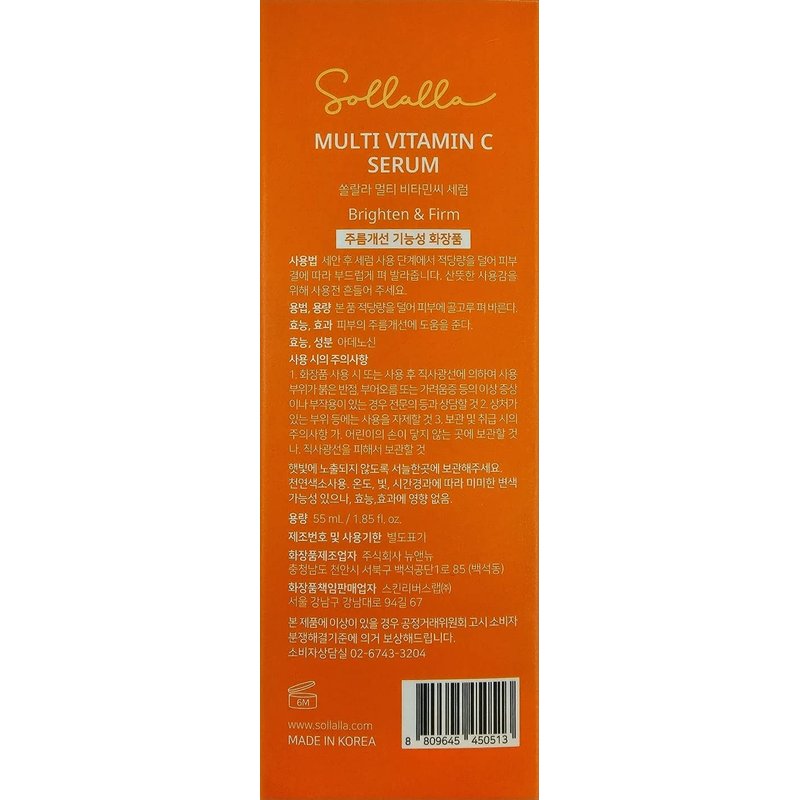 Sollalla
MULTI VITAMIN C
SERUM
쏠랄라 멀티 비타민씨 세럼
Brighten & Firm
주름개선 기능성 화장품
사용법 세안 후 세럼 사용 단계에서 적당량을 덜어 피부
결에 따라 부드럽게 펴 발라줍니다. 산뜻한 사용감을
위해 사용전 흔들어 주세요.
용법, 용량 본 품 적당량을 덜어 피부에 골고루 펴 바른다.
효능, 효과 피부의 주름개선에 도움을 준다.
효능, 성분 아데노신
사용 시의 주의사항
1. 화장품 사용 시 또는 사용 후 직사광선에 의하여 사용
부위가 붉은 반점, 부어오름 또는 가려움증 등의 이상 증상
이나 부작용이 있는 경우 전문의 등과 상담할 것 2. 상처가
있는 부위 등에는 사용을 자제할 것 3. 보관 및 취급 시의
주의사항 가. 어린이의 손이 닿지 않는 곳에 보관할 것
나. 직사광선을 피해서 보관할 것
햇빛에 노출되지 않도록 서늘한곳에 보관해주세요.
천연색소사용. 온도, 빛, 시간경과에 따라 미미한 변색
가능성 있으나, 효능,효과에 영향 없음.
용량 55 mL / 1.85 fl. oz.
제조번호 및 사용기한 별도표기
화장품제조업자 주식회사 뉴앤뉴
충청남도 천안시 서북구 백석공단1로 85 (백석동)
화장품책임판매업자 스킨리버스랩㈜
서울 강남구 강남대로 94길 67
본 제품에 이상이 있을 경우 공정거래위원회 고시 소비자
분쟁해결기준에 의거 보상해드립니다.
소비자상담실 02-6743-3204
6M
www.sollalla.com
MADE IN KOREA
8 809645 450513